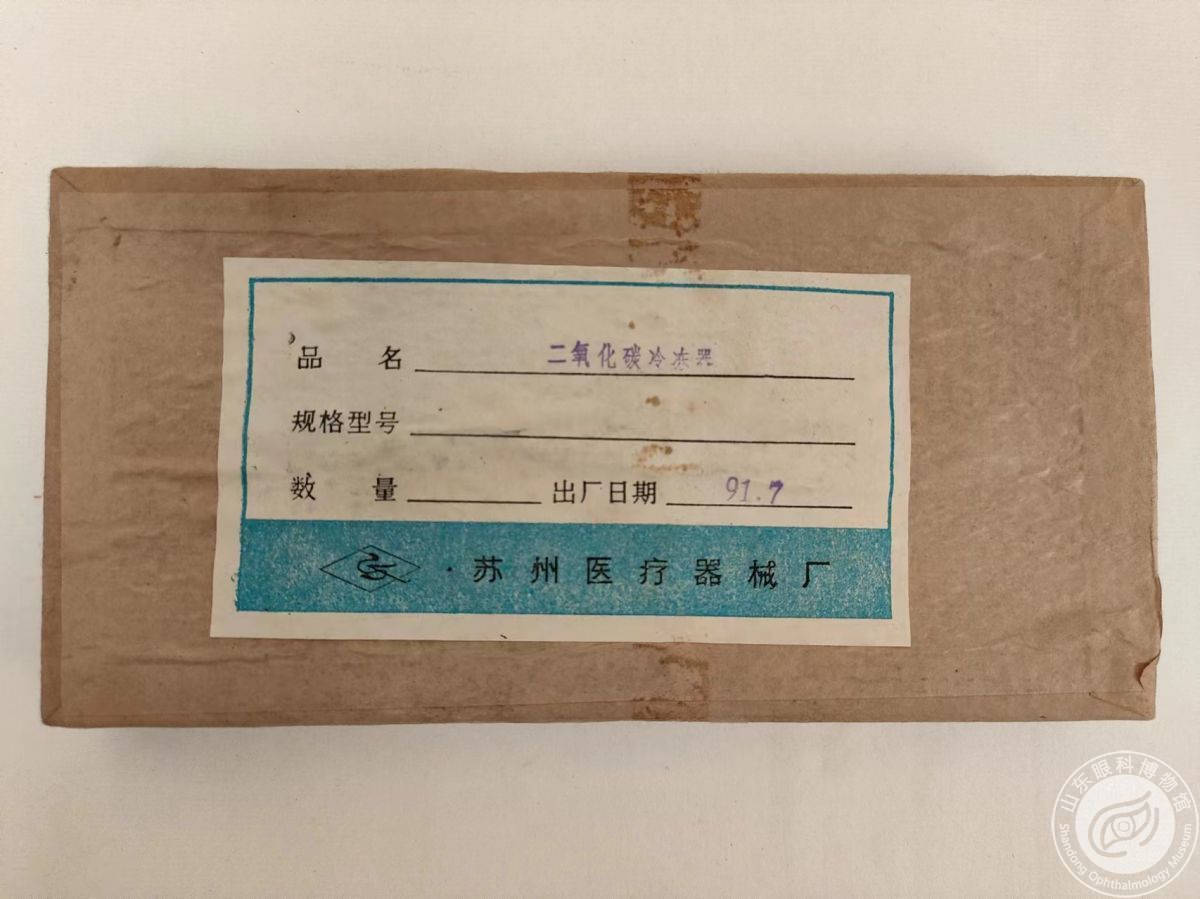 品 名 二氧化碳冷冻器
规格型号
数 量 出厂日期 91.7
苏州医疗器械厂
山东眼科博物馆
Shandong Ophthalmology Museum